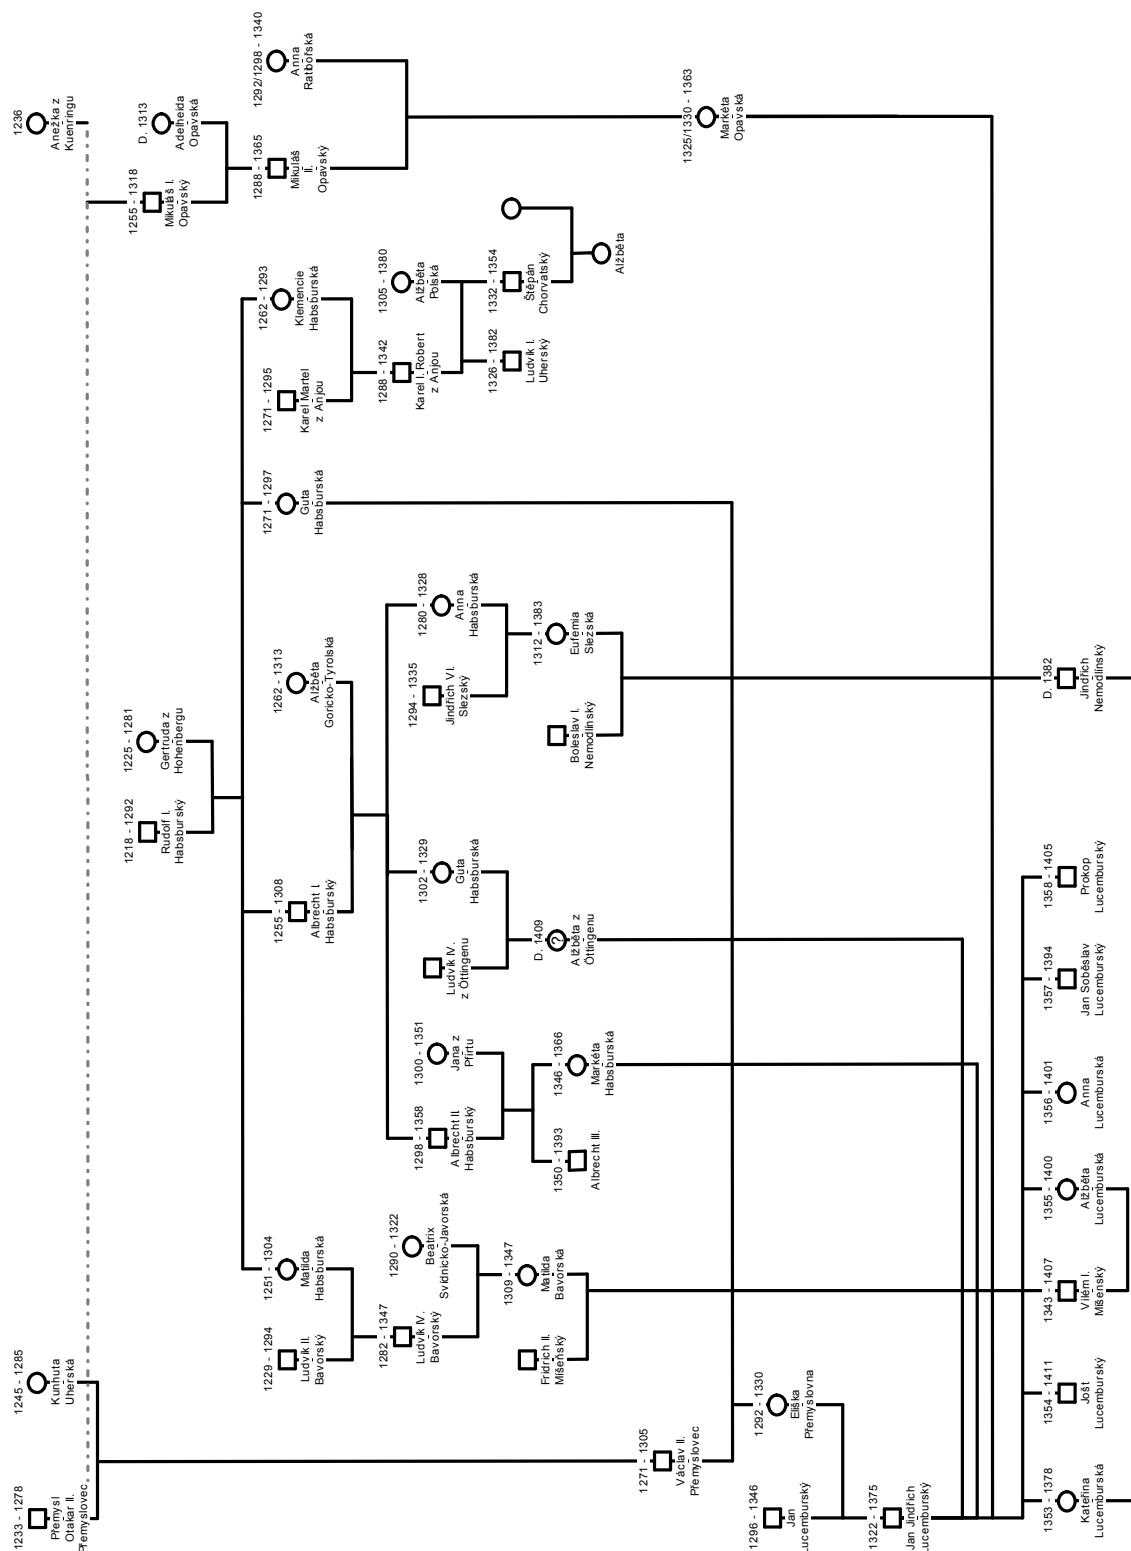 1236
Anežka z
Kuenringu
D. 1313
Adelheida
Opavská
1292/1298 - 1340
Anna
Ratibořská
1255 - 1318
Mikuláš I.
Opavský
1288 - 1365
Mikuláš
II.
Opavský
1325/1330 - 1363
Markéta
Opavská
1262 - 1293
Klemencie
Habsburská
1271 - 1295
Karel Martel
z Anjou
1305 - 1380
Alžběta
Polská
1288 - 1342
Karel I. Robert
z Anjou
1332 - 1354
Štěpán
Chorvatský
1326 - 1382
Ludvík I.
Uherský
Alžběta
1271 - 1297
Guta
Habsburská
1225 - 1281
Gertruda z
Hohenbergu
1218 - 1292
Rudolf I.
Habsburský
1262 - 1313
Alžběta
Goricko-Tyrolská
1255 - 1308
Albrecht I.
Habsburský
1280 - 1328
Anna
Habsburská
1294 - 1335
Jindřich VI.
Slezský
1312 - 1383
Eufemia
Slezská
Boleslav I.
Nemodlínský
D. 1382
Jindřich
Nemodlínský
1302 - 1329
Guta
Habsburská
Ludvík IV.
z Öttingenu
D. 1409
?
Alžběta z
Öttingenu
1300 - 1351
Jana z
Pfirtu
1298 - 1358
Albrecht II.
Habsburský
1346 - 1366
Markéta
Habsburská
1350 - 1393
Albrecht III.
1251 - 1304
Matilda
Habsburská
1229 - 1294
Ludvík II.
Bavorský
1290 - 1322
Beatrix
Svídnicko-Javorská
1282 - 1347
Ludvík IV.
Bavorský
1309 - 1347
Matilda
Bavorská
Fridrich II.
Míšeňský
1245 - 1285
Kunhuta
Uherská
1233 - 1278
Přemysl
Otakar II.
Přemyslovec
1271 - 1305
Václav II.
Přemyslovec
1292 - 1330
Eliška
Přemyslovna
1296 - 1346
Jan
Lucemburský
1322 - 1375
Jan Jindřich
Lucemburský
1358 - 1405
Prokop
Lucemburský
1357 - 1394
Jan Soběslav
Lucemburský
1356 - 1401
Anna
Lucemburská
1355 - 1400
Alžběta
Lucemburská
1343 - 1407
Vilém I.
Míšenský
1354 - 1411
Jošt
Lucemburský
1353 - 1378
Kateřina
Lucemburská